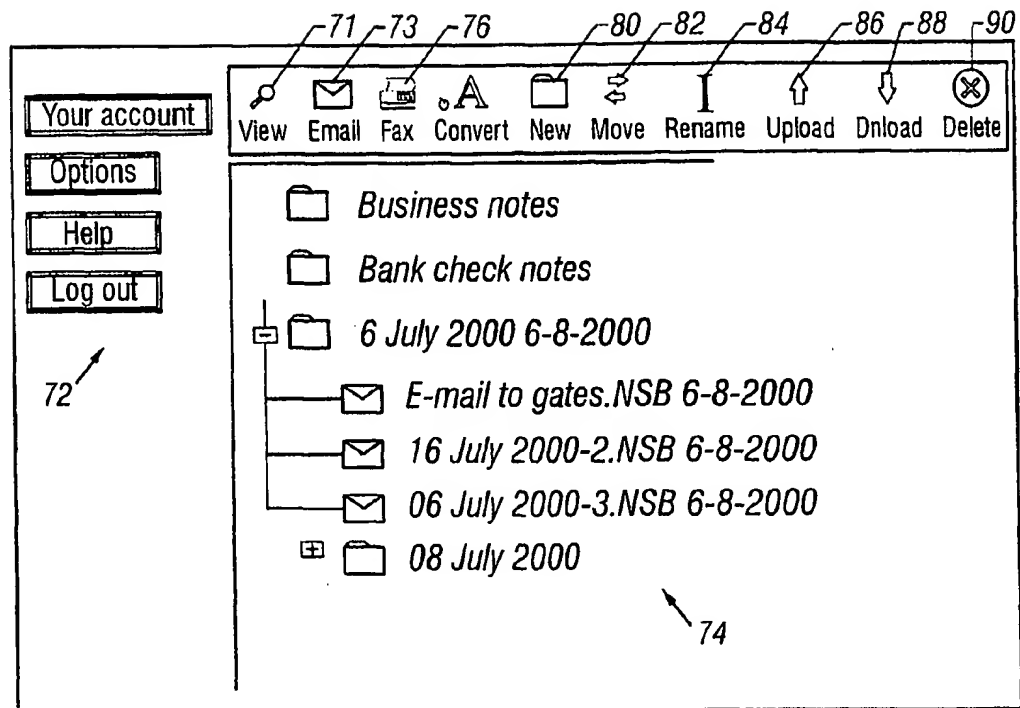 71 73 76 80 82 84 86 88 90
View Email Fax Convert New Move Rename Upload Dnload Delete
Your account
Options
Help
Log out
72
Business notes
Bank check notes
6 July 2000 6-8-2000
E-mail to gates.NSB 6-8-2000
16 July 2000-2.NSB 6-8-2000
06 July 2000-3.NSB 6-8-2000
08 July 2000
74